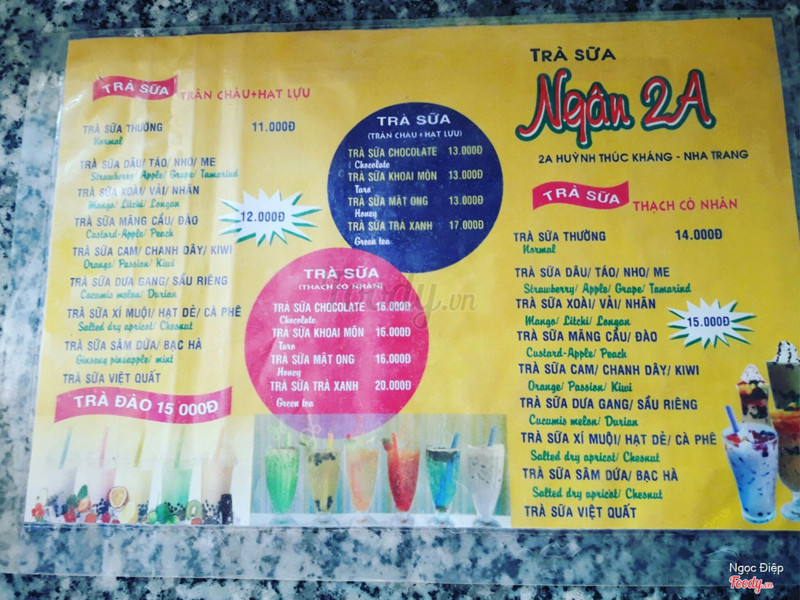 TRÀ SỮA TRÂN CHÂU+HẠT LỰU
TRÀ SỮA THƯỜNG 11.000Đ
Normal
TRÀ SỮA DÂU/ TÁO/ NHO/ ME
Strawberry/ Apple/ Grape/ Tamarind
TRÀ SỮA XOÀI/ VẢI/ NHÃN
Mango/ Litchi/ Longan
12.000Đ
TRÀ SỮA MÃNG CẦU/ ĐÀO
Custard-Apple/ Peach
TRÀ SỮA CAM/ CHANH DÂY/ KIWI
Orange/ Passion/ Kiwi
TRÀ SỮA DƯA GANG/ SẦU RIÊNG
Cucumis melon/ Durian
TRÀ SỮA XÍ MUỘI/ HẠT DẺ/ CÀ PHÊ
Salted dry apricot/ Chesnut
TRÀ SỮA SÂM DỨA/ BẠC HÀ
Ginseng pineapple/ mint
TRÀ SỮA VIỆT QUẤT
TRÀ ĐÀO 15 000Đ
TRÀ SỮA
(TRÂN CHÂU + HẠT LỰU)
TRÀ SỮA CHOCOLATE 13.000Đ
Chocolate
TRÀ SỮA KHOAI MÔN 13.000Đ
Taro
TRÀ SỮA MẬT ONG 13.000Đ
Honey
TRÀ SỮA TRÀ XANH 17.000Đ
Green tea
TRÀ SỮA
(THẠCH CÓ NHÂN)
TRÀ SỮA CHOCOLATE 16.000Đ
Chocolate
TRÀ SỮA KHOAI MÔN 16.000Đ
Taro
TRÀ SỮA MẬT ONG 16.000Đ
Honey
TRÀ SỮA TRÀ XANH 20.000Đ
Green tea
TRÀ SỮA
Ngân 2A
2A HUỲNH THÚC KHÁNG - NHA TRANG
TRÀ SỮA THẠCH CÓ NHÂN
TRÀ SỮA THƯỜNG 14.000Đ
Normal
TRÀ SỮA DÂU/ TÁO/ NHO/ ME
Strawberry/ Apple/ Grape/ Tamarind
TRÀ SỮA XOÀI/ VẢI/ NHÃN
Mango/ Litchi/ Longan
15.000Đ
TRÀ SỮA MÃNG CẦU/ ĐÀO
Custard-Apple/ Peach
TRÀ SỮA CAM/ CHANH DÂY/ KIWI
Orange/ Passion/ Kiwi
TRÀ SỮA DƯA GANG/ SẦU RIÊNG
Cucumis melon/ Durian
TRÀ SỮA XÍ MUỘI/ HẠT DẺ/ CÀ PHÊ
Salted dry apricot/ Chesnut
TRÀ SỮA SÂM DỨA/ BẠC HÀ
Salted dry apricot/ Chesnut
TRÀ SỮA VIỆT QUẤT
Foody.vn
Ngọc Điệp
Foody.vn